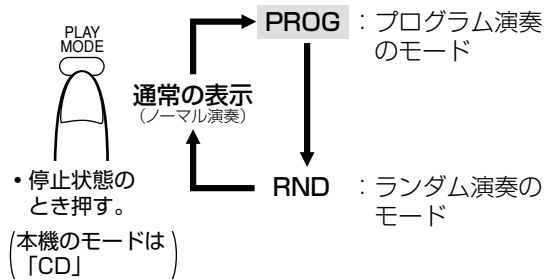 PLAY
MODE
PROG
：プログラム演奏
のモード
通常の表示
（ノーマル演奏）
•停止状態の
とき押す。
RND
：ランダム演奏の
モード
（本機のモードは
「CD」）